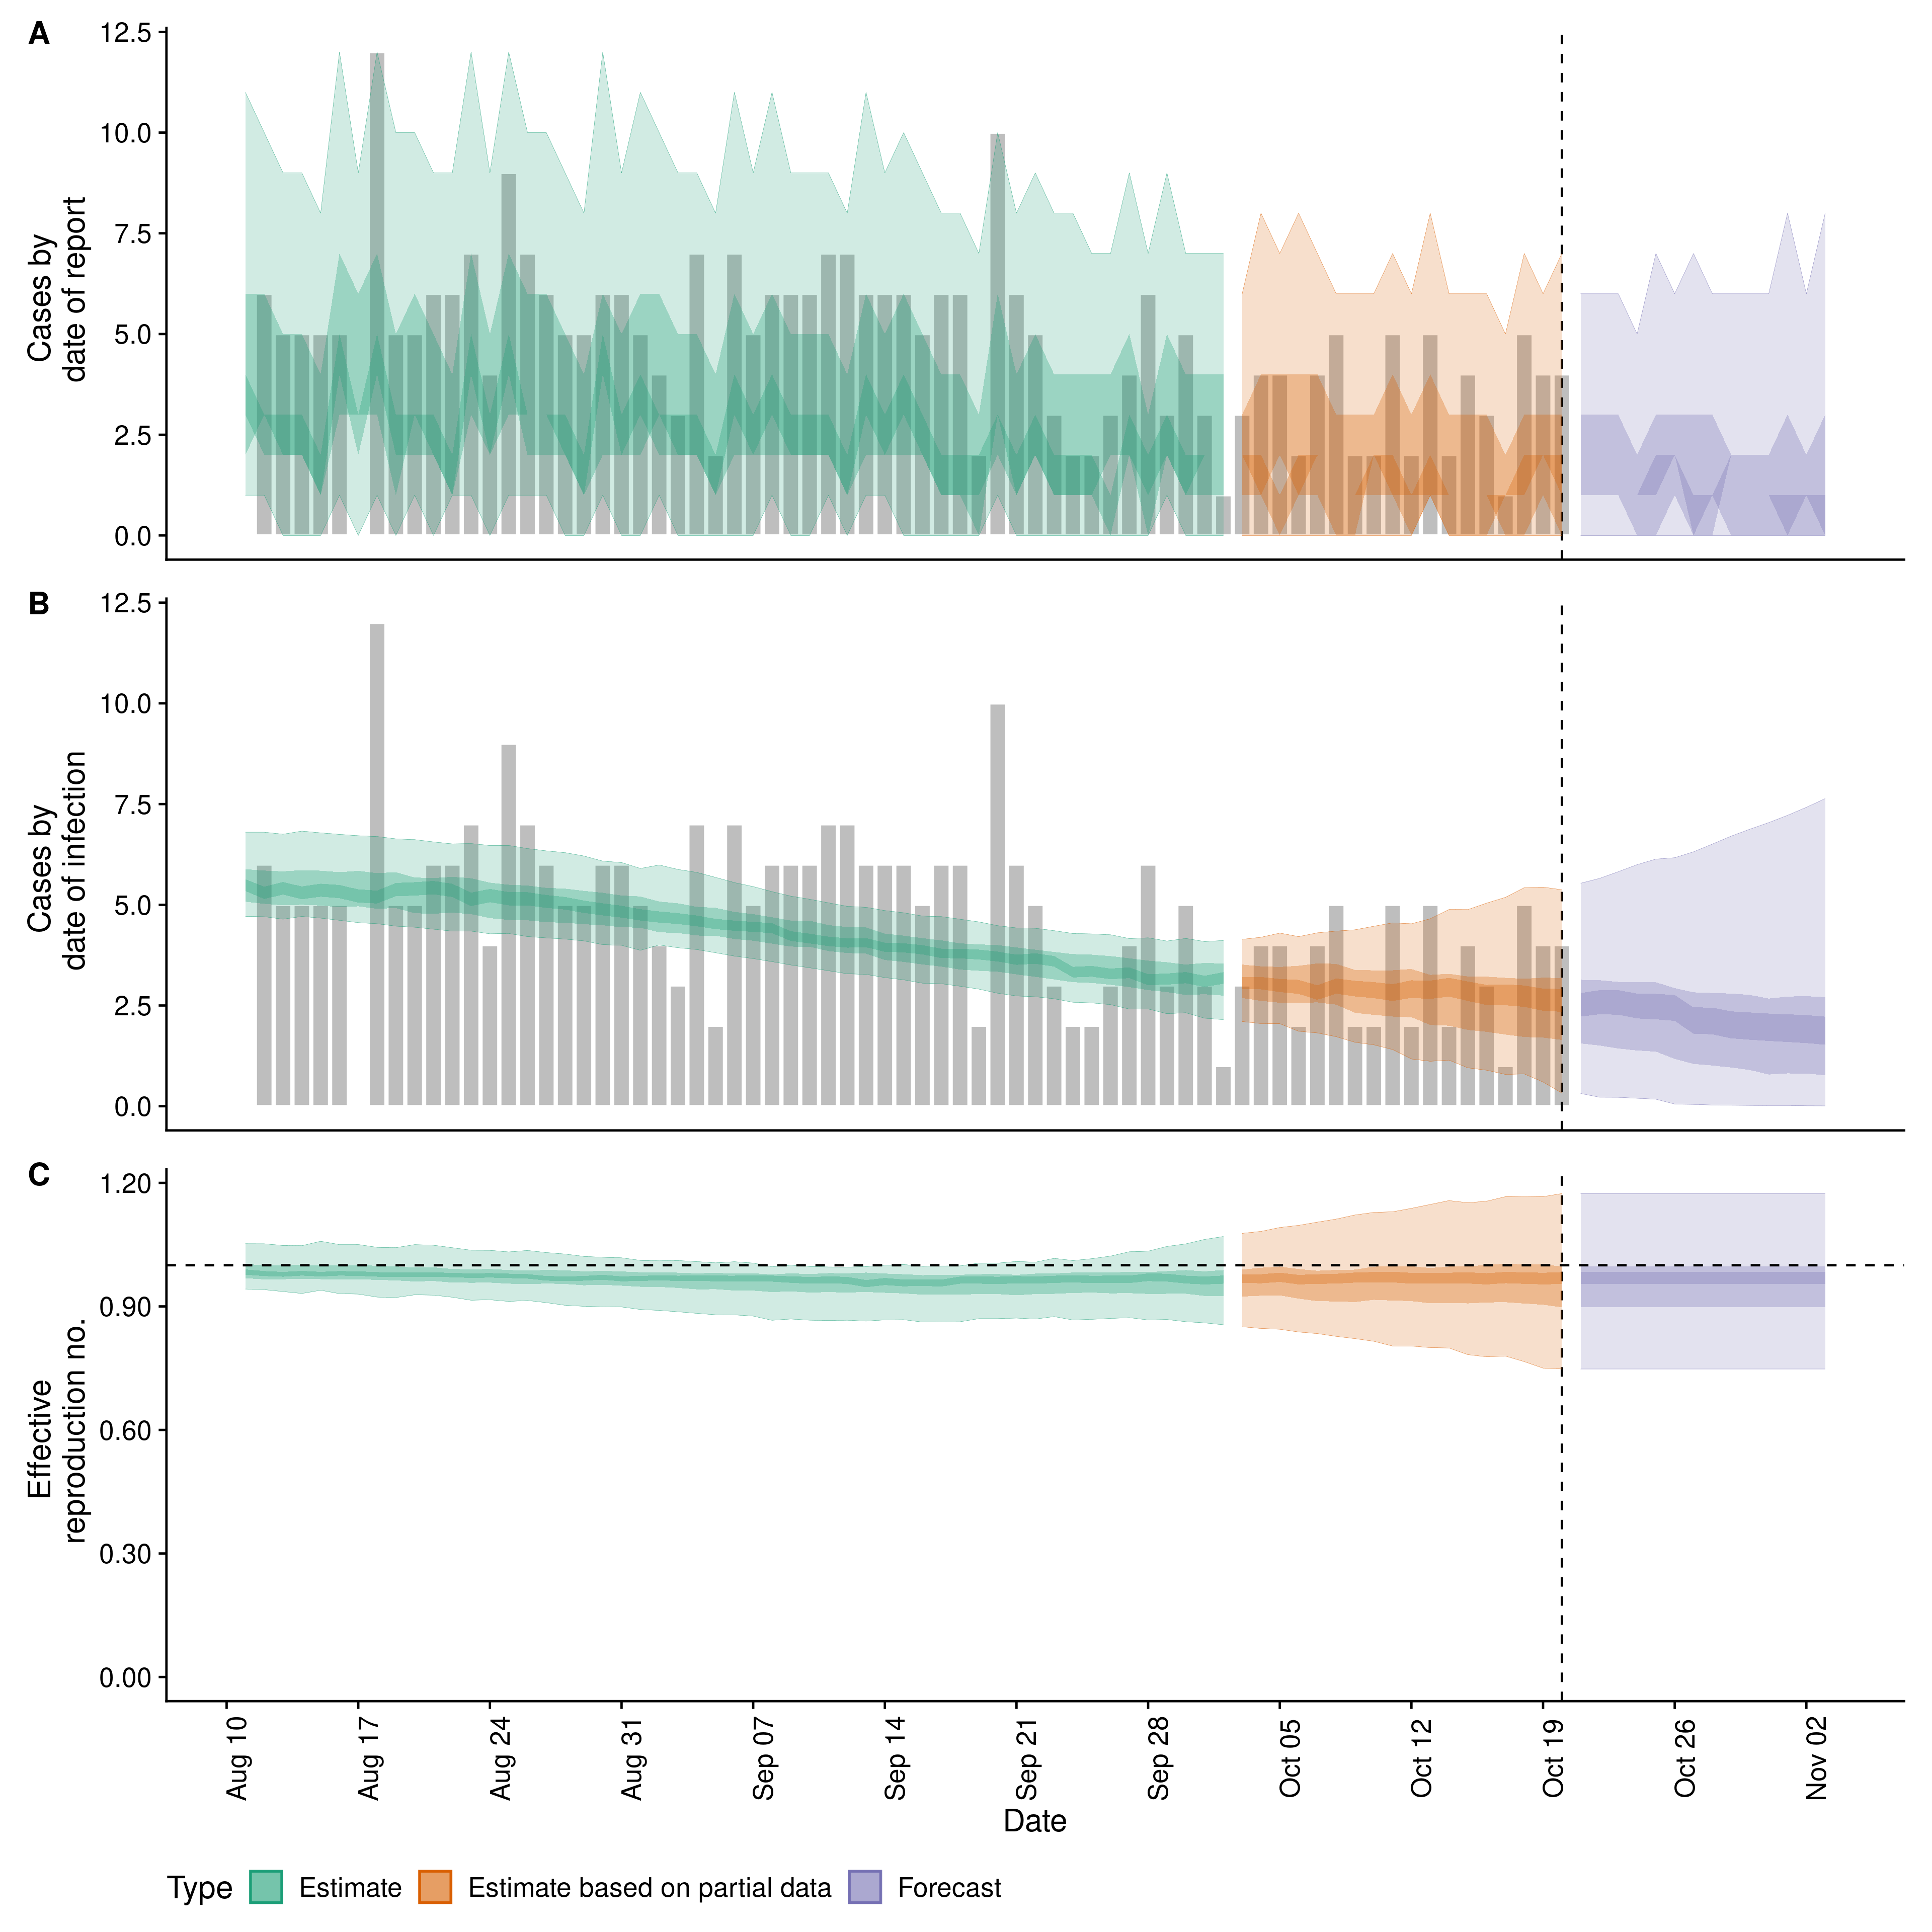 A
12.5
10.0
7.5
5.0
2.5
0.0
Cases by
date of report
B
12.5
10.0
7.5
5.0
2.5
0.0
Cases by
date of infection
C
1.20
0.90
0.60
0.30
0.00
Effective
reproduction no.
Aug 10
Aug 17
Aug 24
Aug 31
Sep 07
Sep 14
Sep 21
Sep 28
Oct 05
Oct 12
Oct 19
Oct 26
Nov 02
Date
Type Estimate Estimate based on partial data Forecast